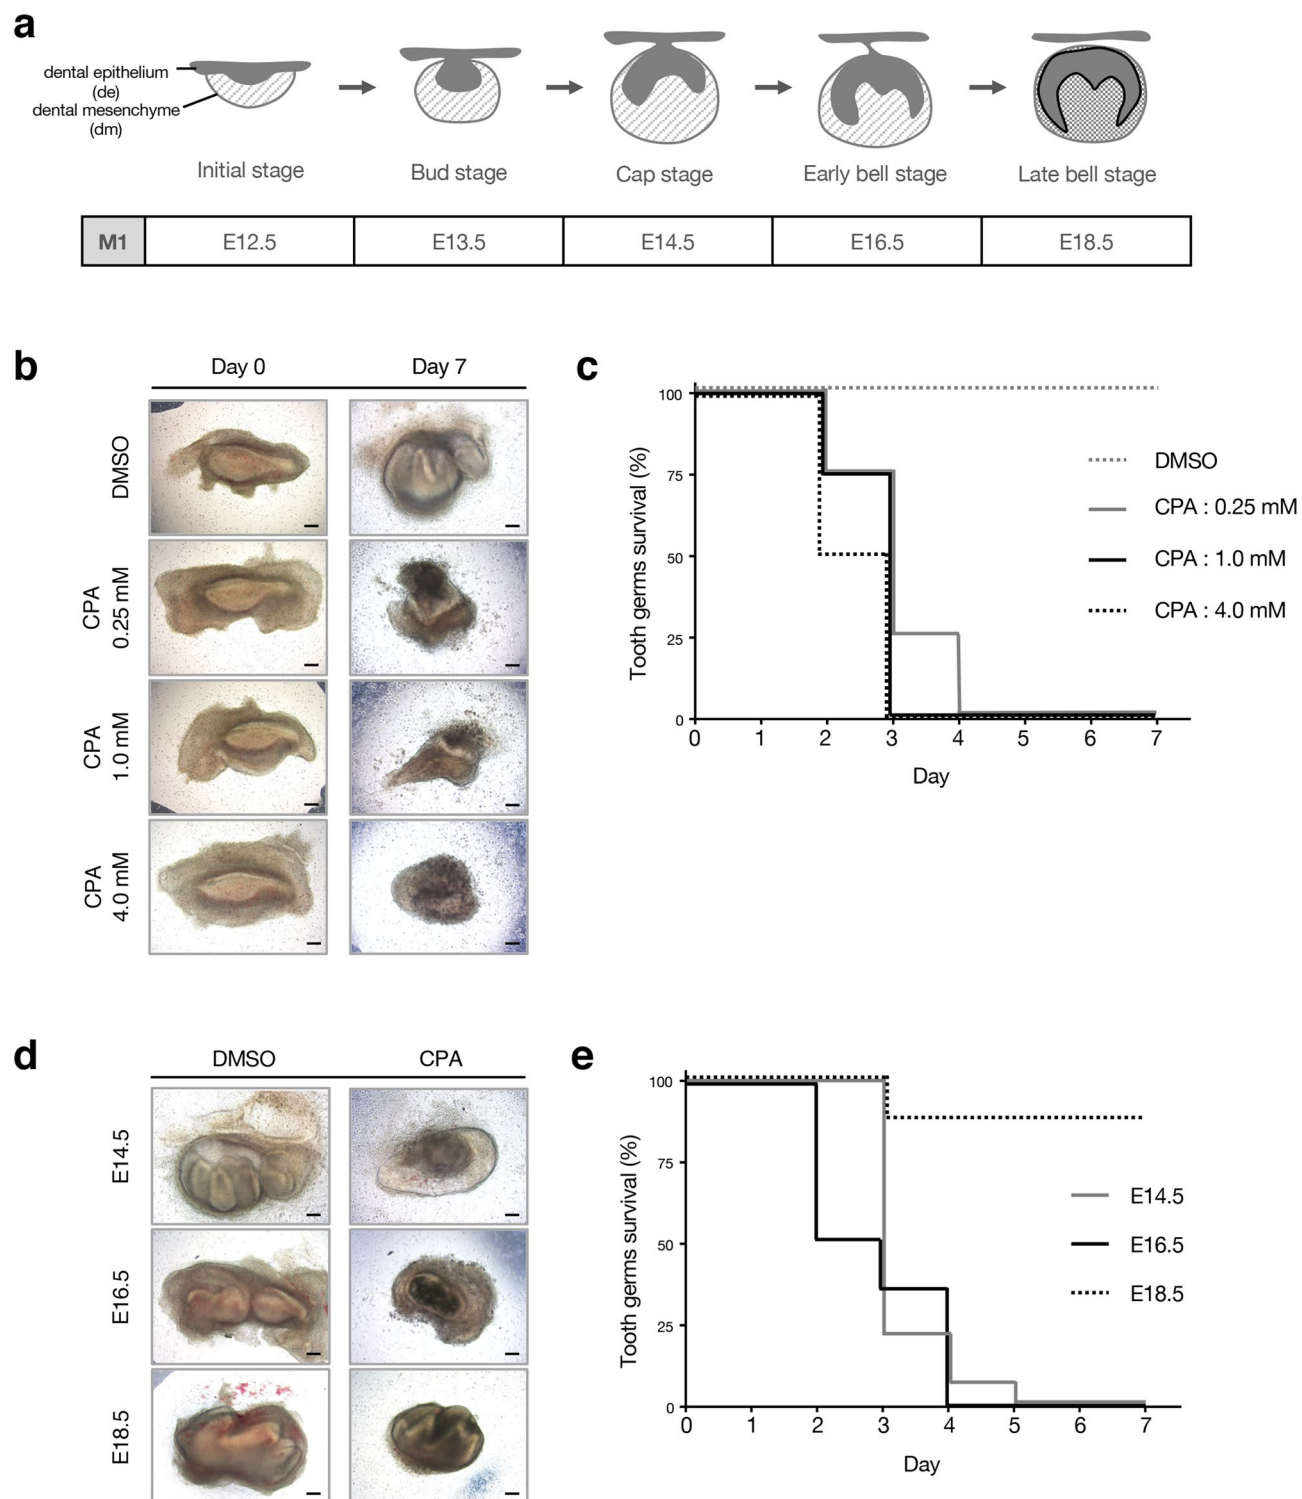 a
dental epithelium
(de)
dental mesenchyme
(dm)
Initial stage
Bud stage
Cap stage
Early bell stage
Late bell stage
M1 E12.5 E13.5 E14.5 E16.5 E18.5
b
Day 0 Day 7
DMSO
CPA
0.25 mM
CPA
1.0 mM
CPA
4.0 mM
c
Tooth germs survival (%)
100
75
50
25
0
0 1 2 3 4 5 6 7
Day
DMSO
CPA : 0.25 mM
CPA : 1.0 mM
CPA : 4.0 mM
d
DMSO CPA
E14.5
E16.5
E18.5
e
Tooth germs survival (%)
100
75
50
25
0
0 1 2 3 4 5 6 7
Day
E14.5
E16.5
E18.5